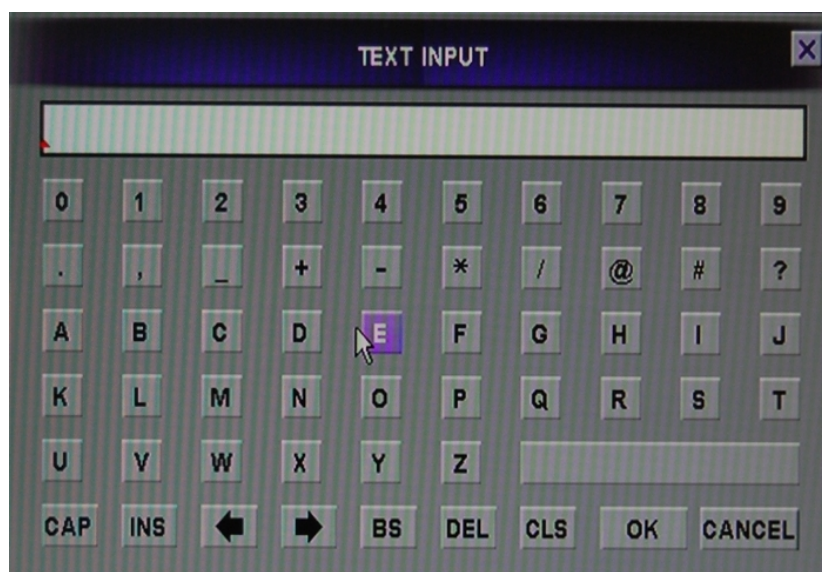 TEXT INPUT X
0 1 2 3 4 5 6 7 8 9
. , _ + - * / @ # ?
A B C D E F G H I J
K L M N O P Q R S T
U V W X Y Z
CAP INS ← → BS DEL CLS OK CANCEL